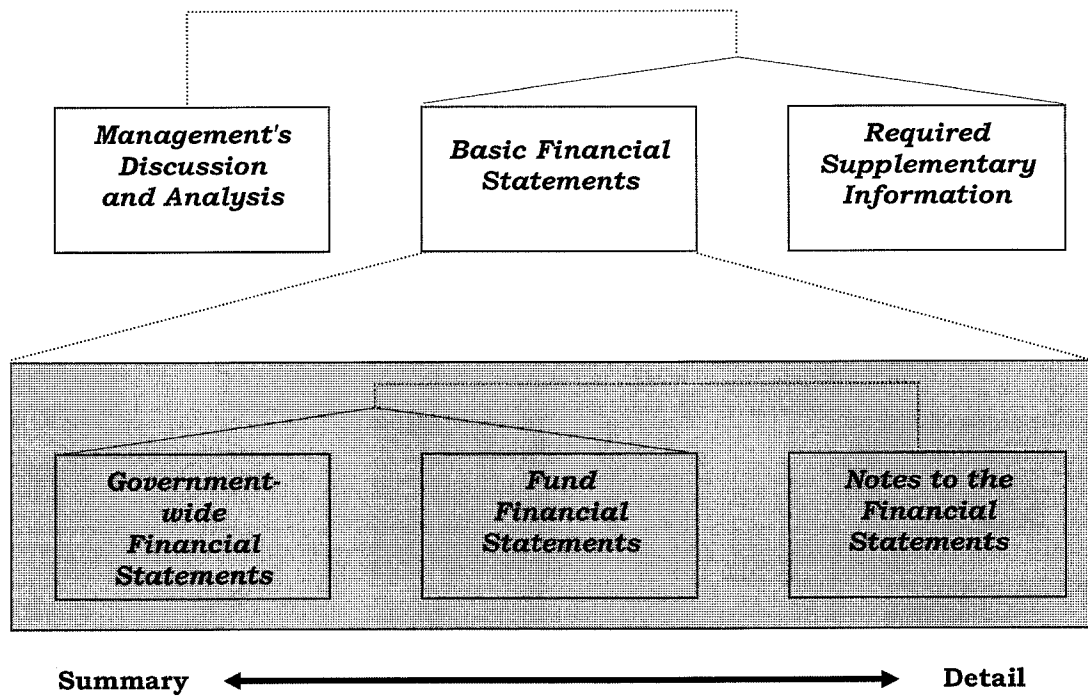 Management's
Discussion
and Analysis
Basic Financial
Statements
Required
Supplementary
Information
Government-
wide
Financial
Statements
Fund
Financial
Statements
Notes to the
Financial
Statements
Summary
Detail